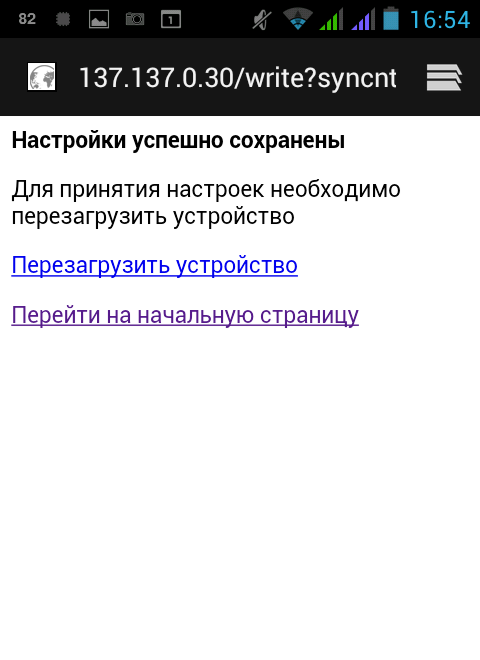 82 1 16:54
137.137.0.30/write?syncnt
Настройки успешно сохранены
Для принятия настроек необходимо
перезагрузить устройство
Перезагрузить устройство
Перейти на начальную страницу